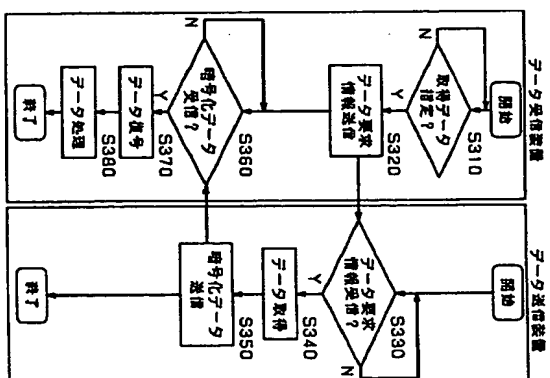 データ受信装置
開始
取得データ
指定?
S310
N
Y
データ要求
情報送信
S320
暗号化データ
受信?
S360
N
Y
データ復号
S370
データ処理
S380
終了
データ送信装置
開始
データ要求
情報受信?
S330
N
Y
データ取得
S340
暗号化データ
送信
S350
終了